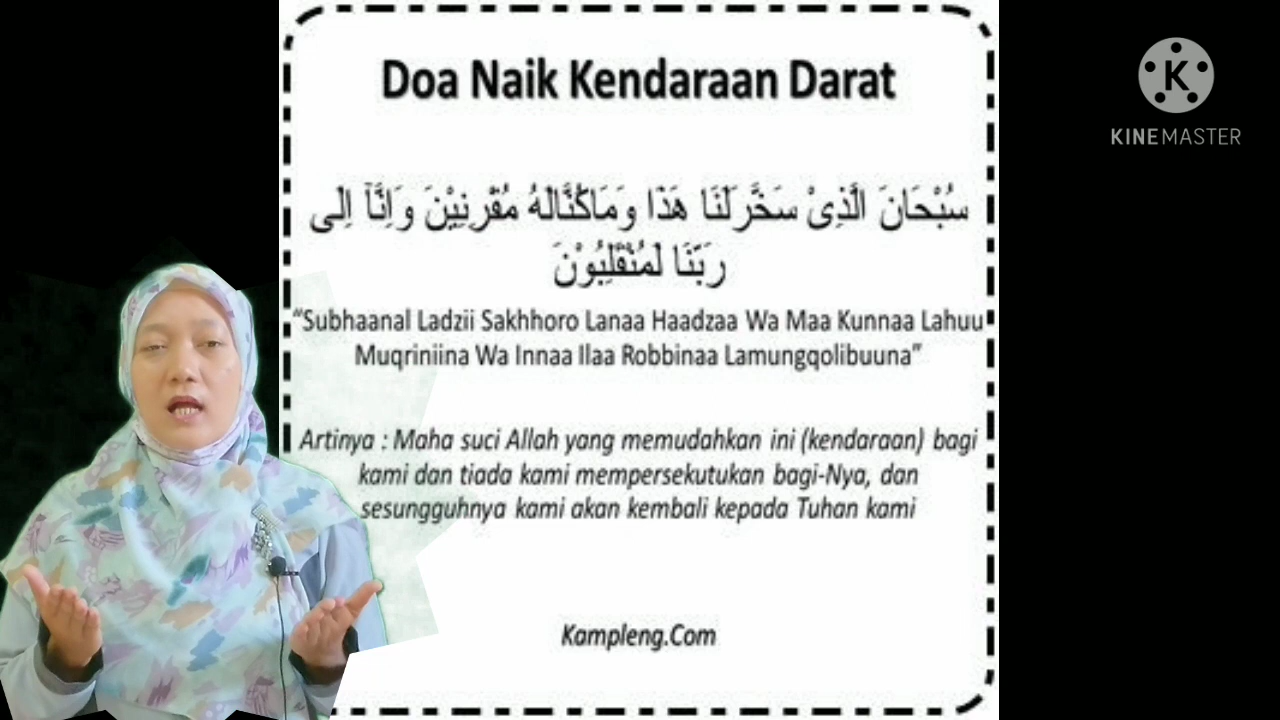 Doa Naik Kendaraan Darat
سُبْحَانَ الَّذِىْ سَخَّرَلَنَا هَذَا وَمَاكُنَّالَهُ مُقْرِنِيْنَ وَاِنَّآ اِلَى
رَبِّنَا لَمُنْقَلِبُوْنَ
“Subhaanal Ladzii Sakhhoro Lanaa Haadzaa Wa Maa Kunnaa Lahuu
Muqriniina Wa Innaa Ilaa Robbinaa Lamungqolibuuna”
Artinya : Maha suci Allah yang memudahkan ini (kendaraan) bagi
kami dan tiada kami mempersekutukan bagi-Nya, dan
sesungguhnya kami akan kembali kepada Tuhan kami
Kampleng.Com
K
KINEMASTER